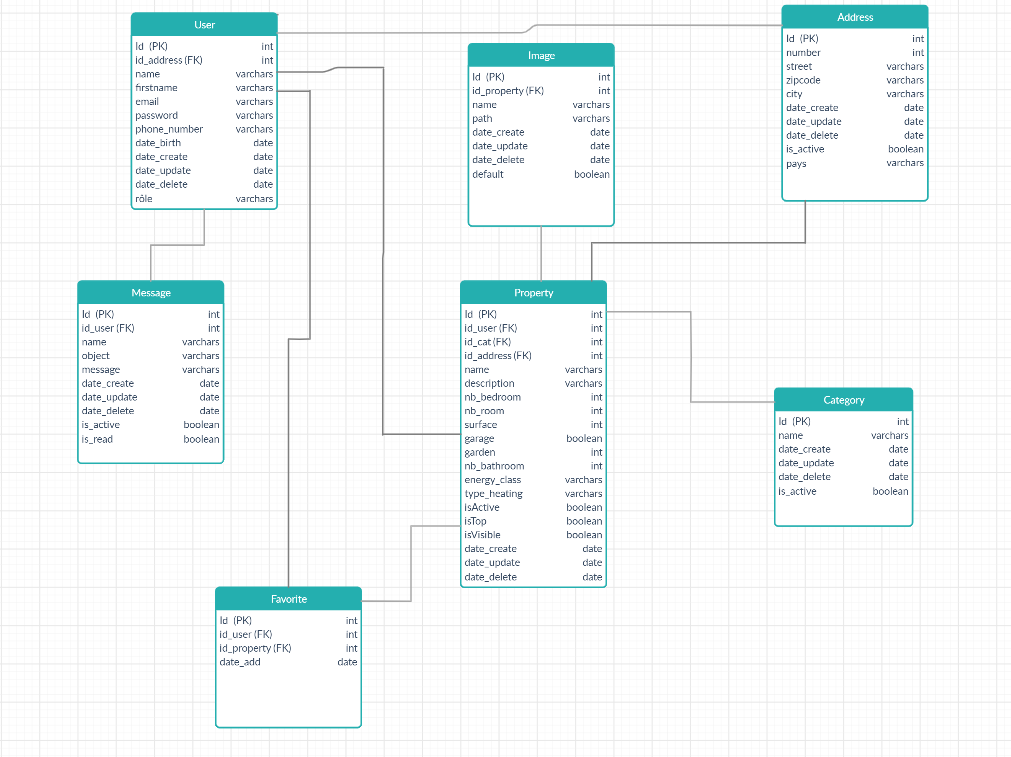 User
Id (PK) int
id_address (FK) int
name varchars
firstname varchars
email varchars
password varchars
phone_number varchars
date_birth date
date_create date
date_update date
date_delete date
rôle varchars
Image
Id (PK) int
id_property (FK) int
name varchars
path varchars
date_create date
date_update date
date_delete date
default boolean
Address
Id (PK) int
number int
street varchars
zipcode varchars
city varchars
date_create date
date_update date
date_delete date
is_active boolean
pays varchars
Message
Id (PK) int
id_user (FK) int
name varchars
object varchars
message varchars
date_create date
date_update date
date_delete date
is_active boolean
is_read boolean
Property
Id (PK) int
id_user (FK) int
id_cat (FK) int
id_address (FK) int
name varchars
description varchars
nb_bedroom int
nb_room int
surface int
garage boolean
garden int
nb_bathroom int
energy_class varchars
type_heating varchars
isActive boolean
isTop boolean
isVisible boolean
date_create date
date_update date
date_delete date
Category
Id (PK) int
name varchars
date_create date
date_update date
date_delete date
is_active boolean
Favorite
Id (PK) int
id_user (FK) int
id_property (FK) int
date_add date